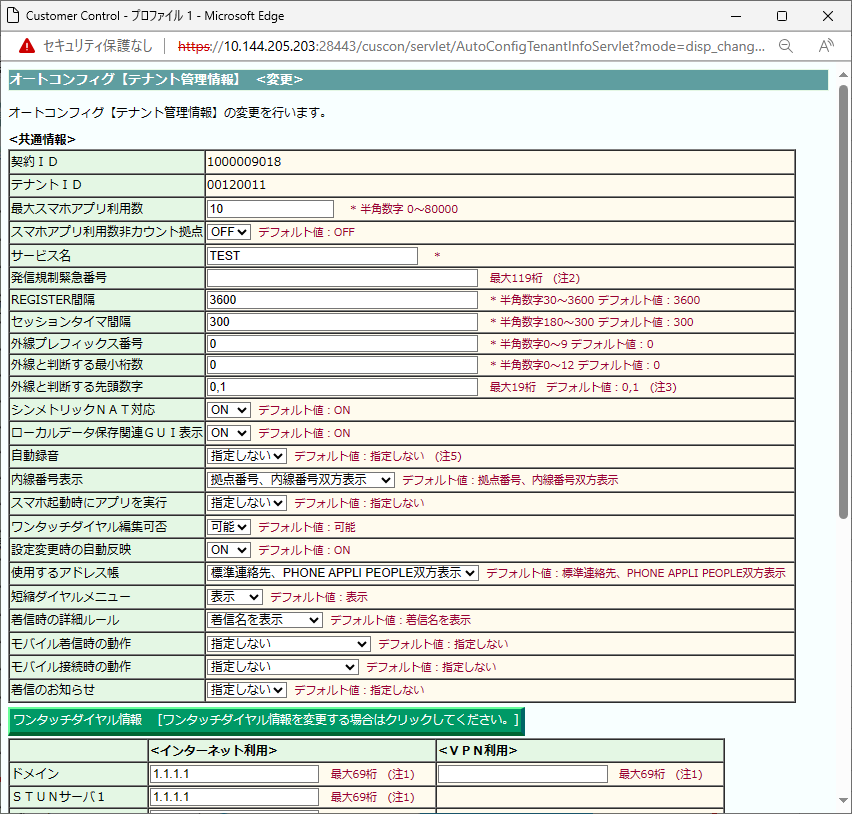 Customer Control - プロファイル 1 - Microsoft Edge
セキュリティ保護なし https://10.144.205.203:28443/cuscon/servlet/AutoConfigTenantInfoServlet?mode=disp_chang...
オートコンフィグ【テナント管理情報】 <変更>
オートコンフィグ【テナント管理情報】の変更を行います。
<共通情報>
契約ＩＤ 1000009018
テナントＩＤ 00120011
最大スマホアプリ利用数 10 * 半角数字 0～80000
スマホアプリ利用数非カウント拠点 OFF デフォルト値：OFF
サービス名 TEST *
発信規制緊急番号 最大119桁 (注2)
REGISTER間隔 3600 * 半角数字30～3600 デフォルト値：3600
セッションタイマ間隔 300 * 半角数字180～300 デフォルト値：300
外線プレフィックス番号 0 * 半角数字0～9 デフォルト値：0
外線と判断する最小桁数 0 * 半角数字0～12 デフォルト値：0
外線と判断する先頭数字 0,1 最大19桁 デフォルト値：0,1 (注3)
シンメトリックＮＡＴ対応 ON デフォルト値：ON
ローカルデータ保存関連ＧＵＩ表示 ON デフォルト値：ON
自動録音 指定しない デフォルト値：指定しない (注5)
内線番号表示 拠点番号、内線番号双方表示 デフォルト値：拠点番号、内線番号双方表示
スマホ起動時にアプリを実行 指定しない デフォルト値：指定しない
ワンタッチダイヤル編集可否 可能 デフォルト値：可能
設定変更時の自動反映 ON デフォルト値：ON
使用するアドレス帳 標準連絡先、PHONE APPLI PEOPLE双方表示 デフォルト値：標準連絡先、PHONE APPLI PEOPLE双方表示
短縮ダイヤルメニュー 表示 デフォルト値：表示
着信時の詳細ルール 着信名を表示 デフォルト値：着信名を表示
モバイル着信時の動作 指定しない デフォルト値：指定しない
モバイル接続時の動作 指定しない デフォルト値：指定しない
着信のお知らせ 指定しない デフォルト値：指定しない
ワンタッチダイヤル情報 [ワンタッチダイヤル情報を変更する場合はクリックしてください。]
<インターネット利用> <ＶＰＮ利用>
ドメイン 1.1.1.1 最大69桁 (注1) 最大69桁 (注1)
ＳＴＵＮサーバ１ 1.1.1.1 最大69桁 (注1)